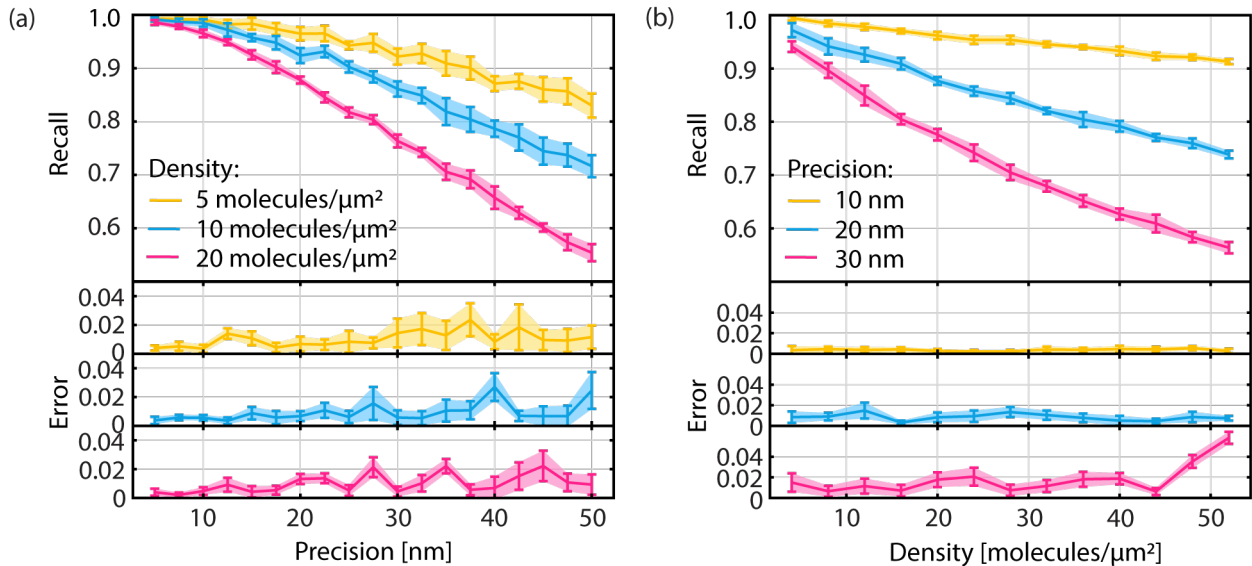 (a)
Recall
1.0
0.9
0.8
0.7
0.6
Density:
5 molecules/μm²
10 molecules/μm²
20 molecules/μm²
Error
0.04
0.02
0
0.04
0.02
0
0.04
0.02
0
10 20 30 40 50
Precision [nm]
(b)
Recall
1.0
0.9
0.8
0.7
0.6
Precision:
10 nm
20 nm
30 nm
Error
0.04
0.02
0
0.04
0.02
0
0.04
0.02
0
10 20 30 40 50
Density [molecules/μm²]